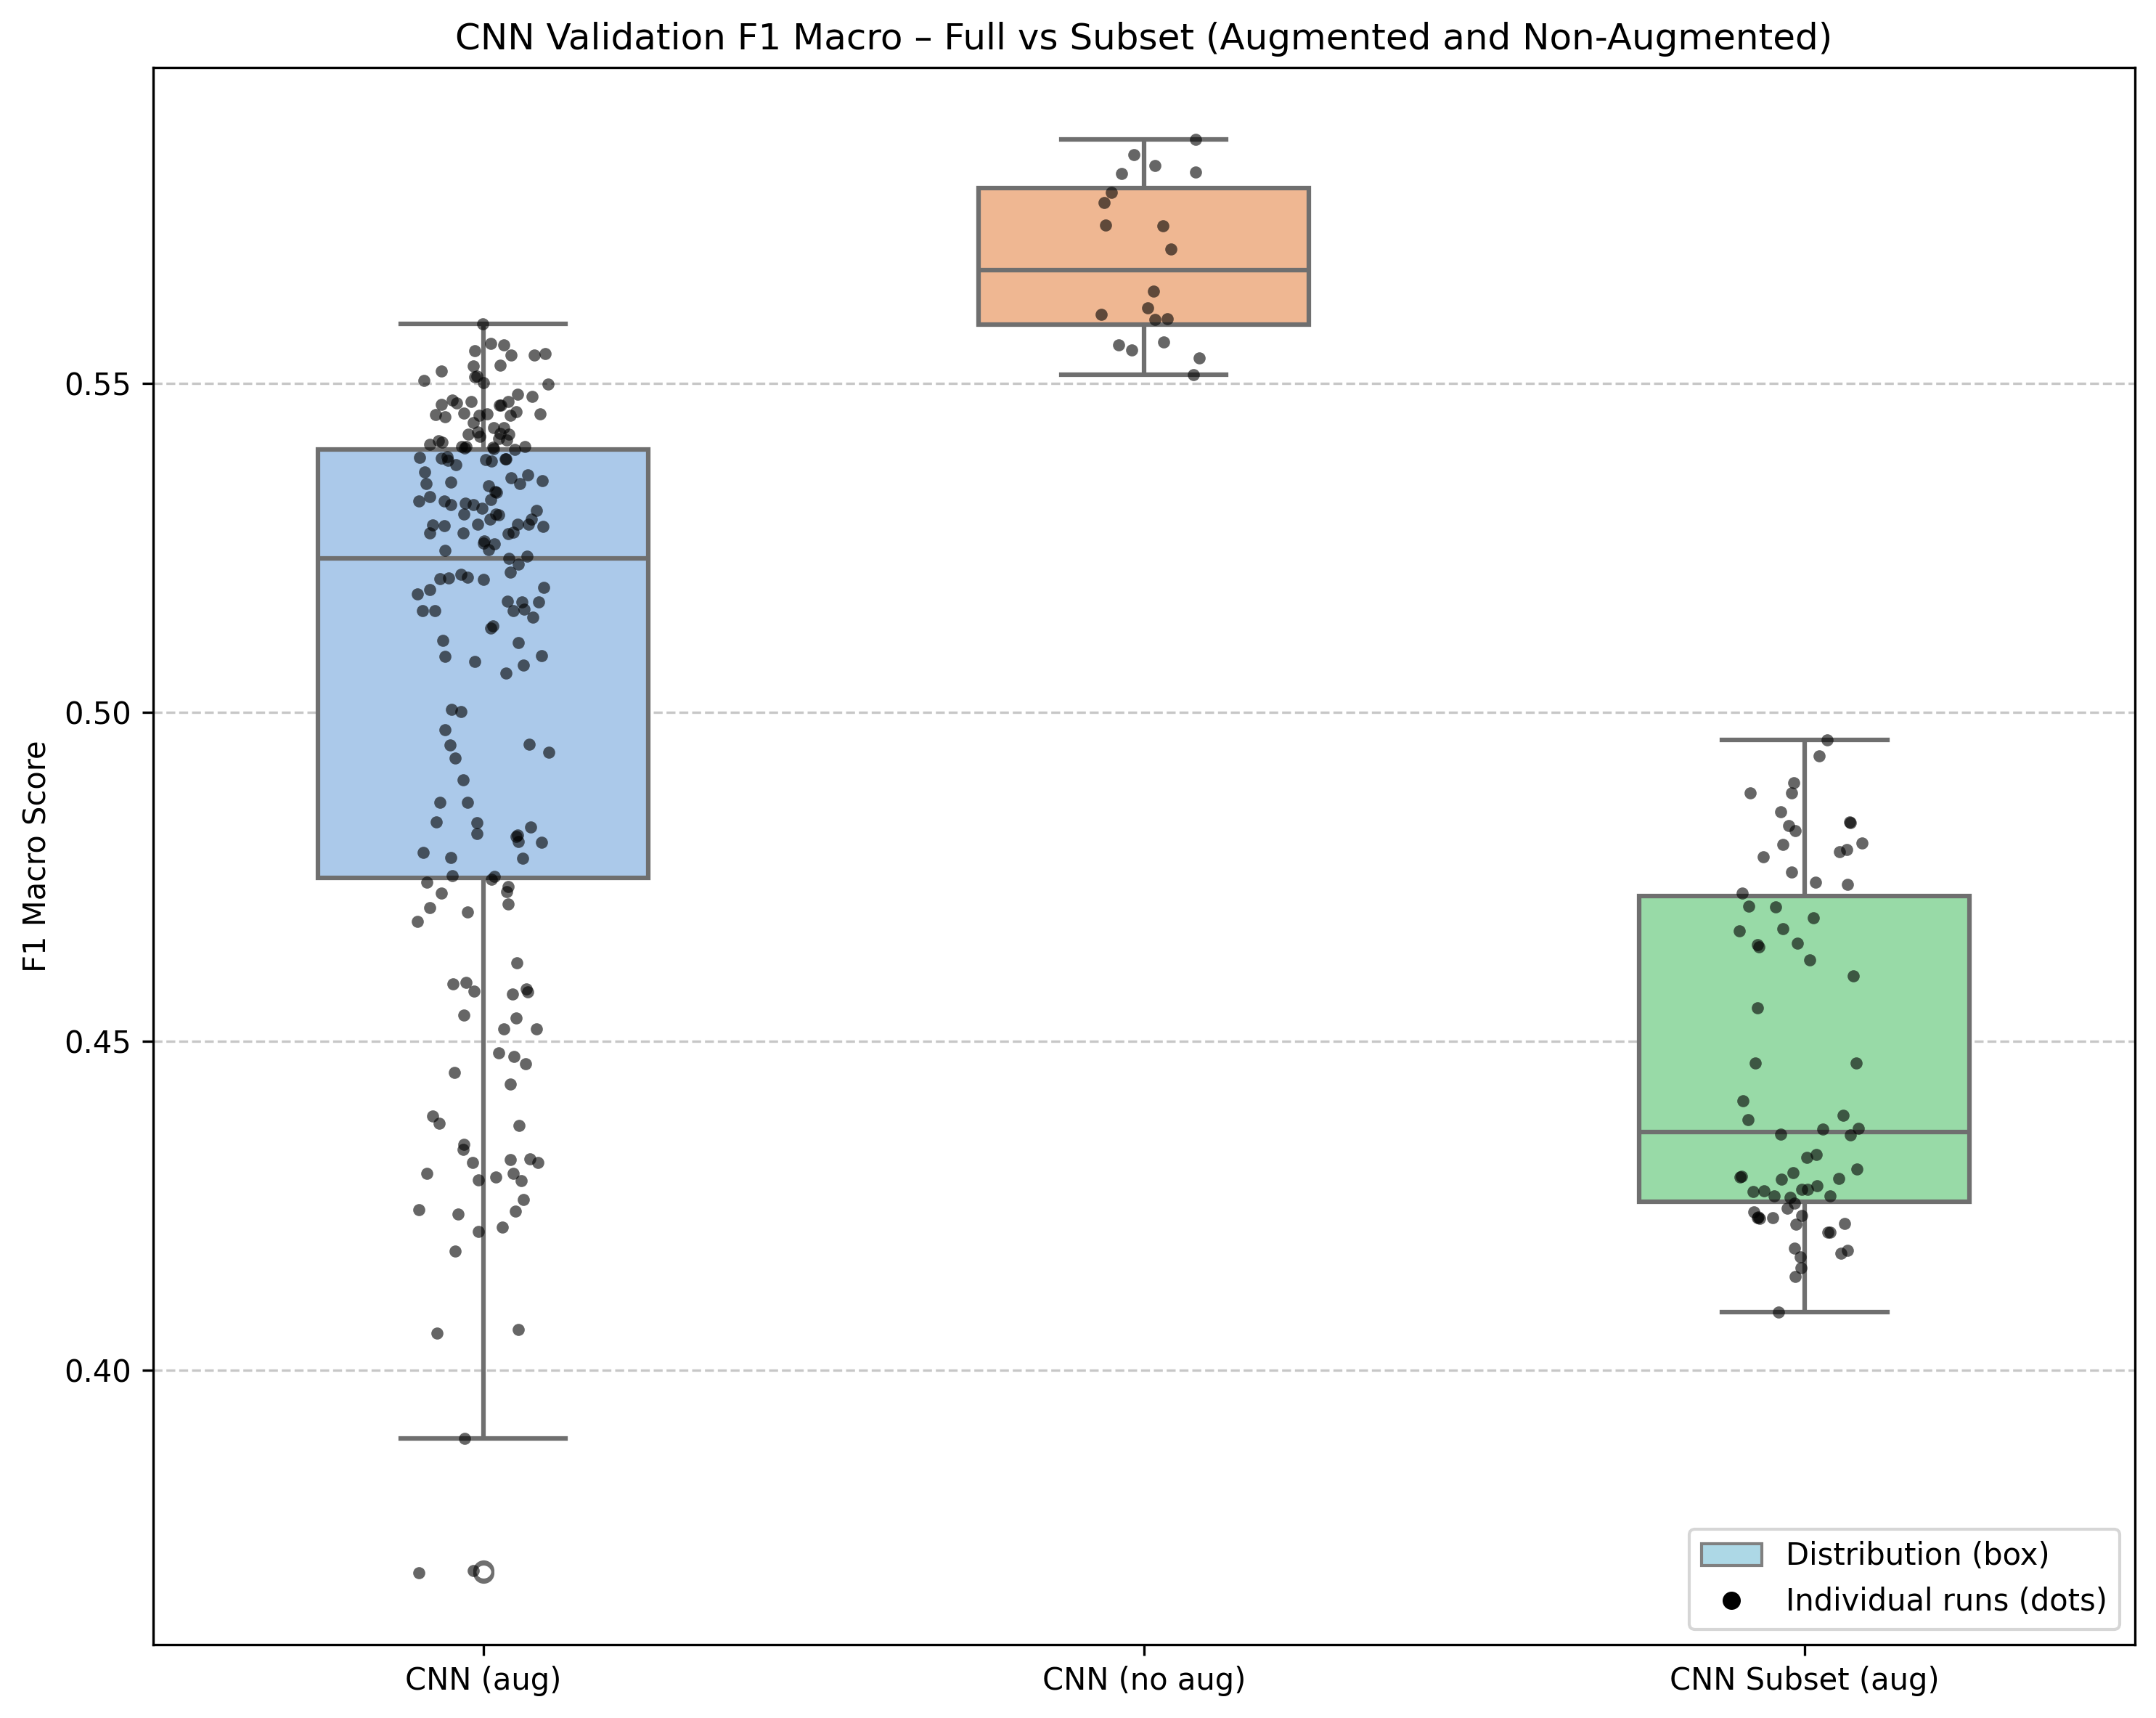 CNN Validation F1 Macro – Full vs Subset (Augmented and Non-Augmented)
F1 Macro Score
0.55
0.50
0.45
0.40
CNN (aug)
CNN (no aug)
CNN Subset (aug)
Distribution (box)
Individual runs (dots)